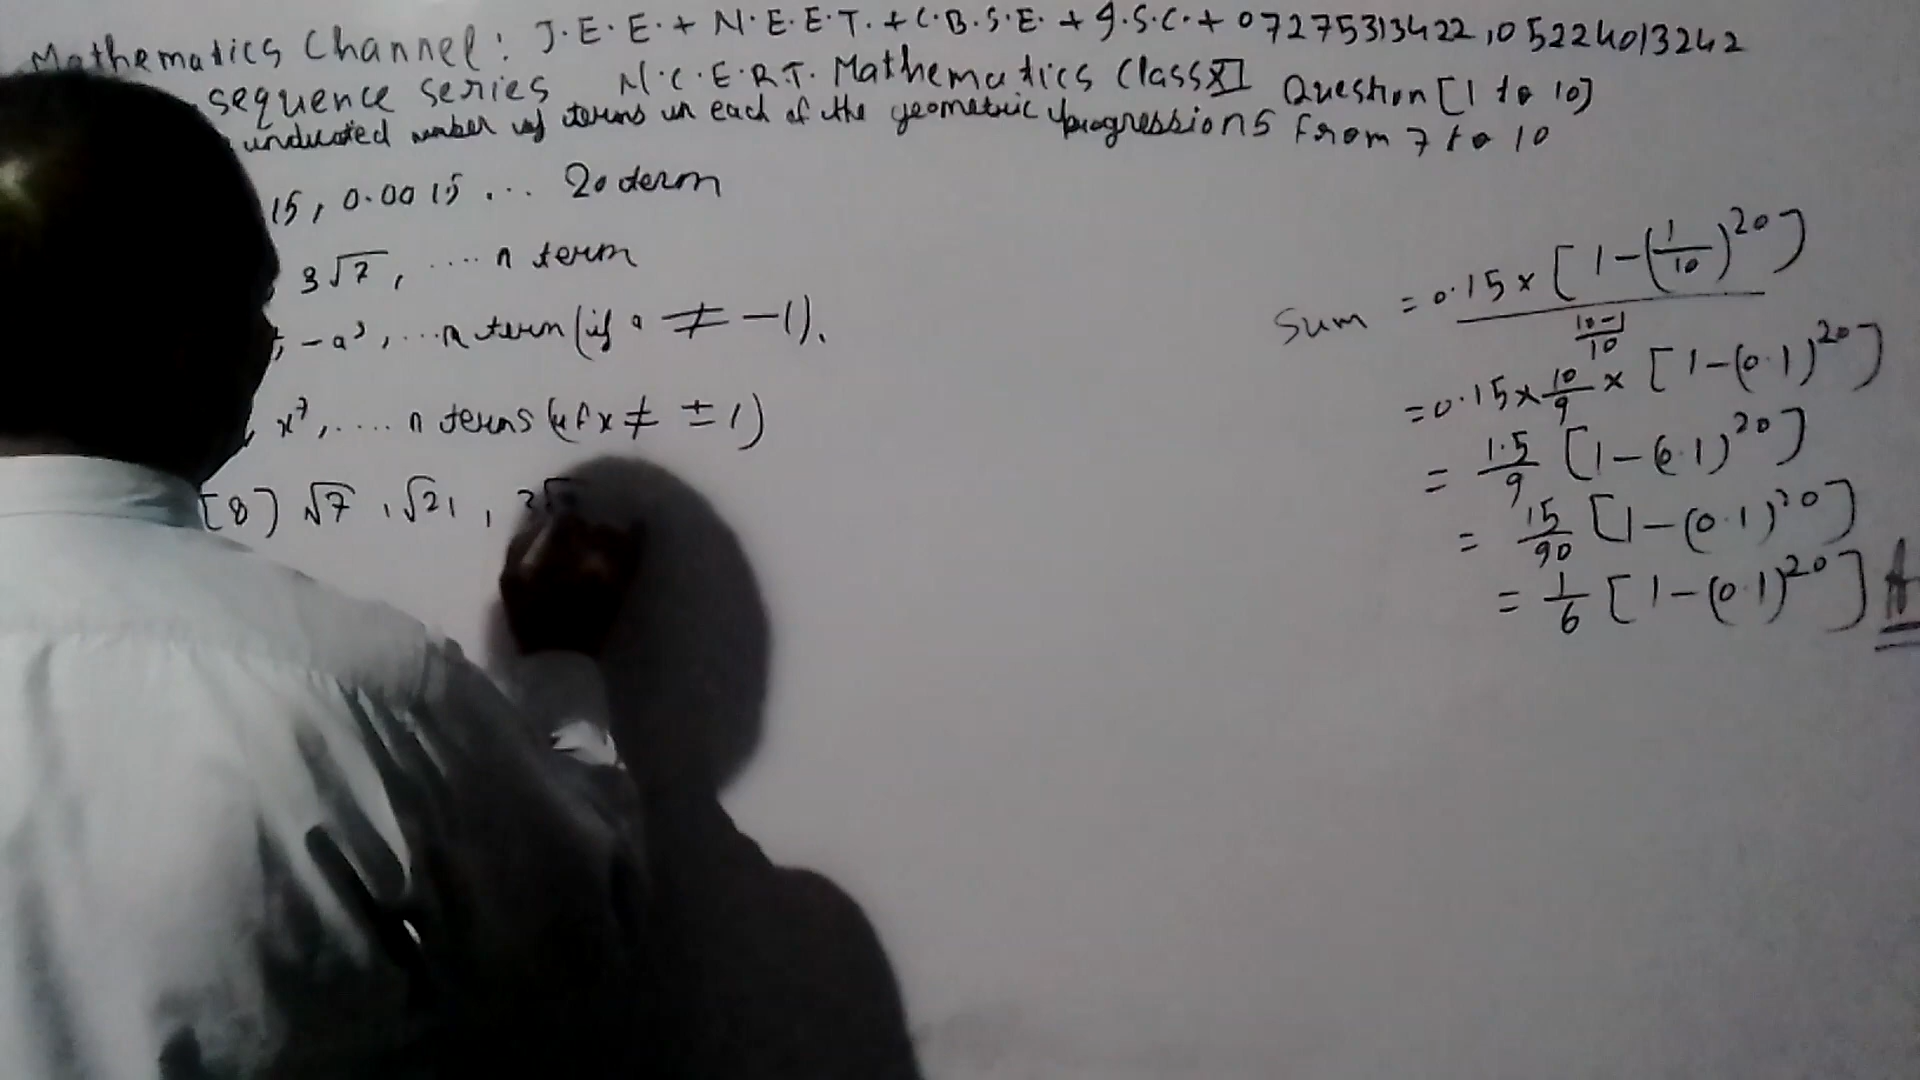 Mathematics Channel: J.E.E. + N.E.E.T. + C.B.S.E. + I.S.C. + 07275313422, 05224013242
sequence series N.C.E.R.T. Mathematics Class XI Question [1 to 10]
inducated number of terms in each of the geometric progressions from 7 to 10
15, 0.0015 ... 20 term
3√7, .... n term
, -a³, ... n term (if a ≠ -1).
, x⁷, .... n terms (if x ≠ ±1)
[8] √7, √21,
Sum = 0.15 × [1-(1/10)²⁰] / (10-1)/10
= 0.15 × 10/9 × [1-(0.1)²⁰]
= 1.5/9 [1-(0.1)²⁰]
= 15/90 [1-(0.1)²⁰]
= 1/6 [1-(0.1)²⁰] A